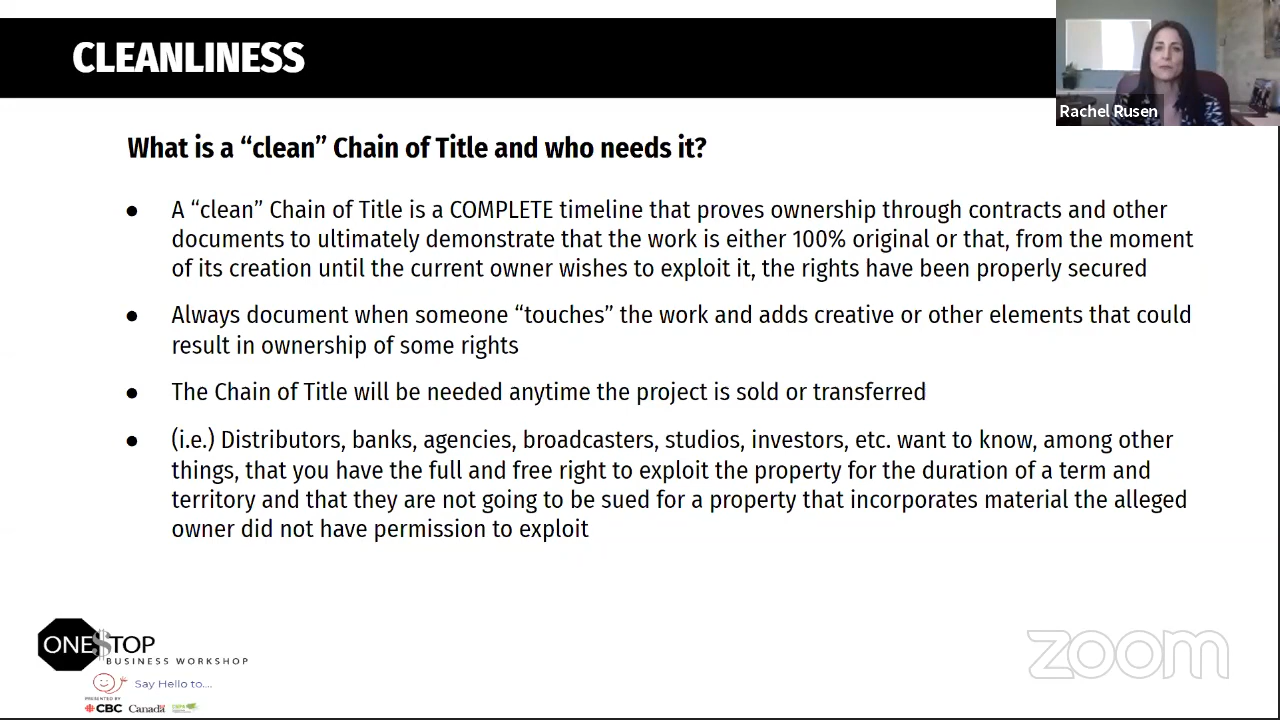 CLEANLINESS
Rachel Rusen
What is a “clean” Chain of Title and who needs it?
● A “clean” Chain of Title is a COMPLETE timeline that proves ownership through contracts and other
documents to ultimately demonstrate that the work is either 100% original or that, from the moment
of its creation until the current owner wishes to exploit it, the rights have been properly secured
● Always document when someone “touches” the work and adds creative or other elements that could
result in ownership of some rights
● The Chain of Title will be needed anytime the project is sold or transferred
● (i.e.) Distributors, banks, agencies, broadcasters, studios, investors, etc. want to know, among other
things, that you have the full and free right to exploit the property for the duration of a term and
territory and that they are not going to be sued for a property that incorporates material the alleged
owner did not have permission to exploit
ONE $TOP
BUSINESS WORKSHOP
Say Hello to....
PRESENTED BY
CBC Canada
zoom